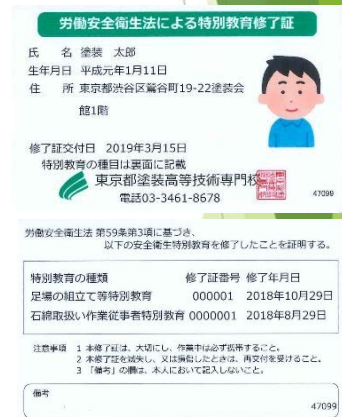 労働安全衛生法による特別教育修了証
氏　名 塗装 太郎
生年月日 平成元年1月11日
住　所 東京都渋谷区鶯谷町19-22塗装会
館1階
修了証交付日 2019年3月15日
特別教育の種目は裏面に記載
東京都塗装高等技術専門校
電話03-3461-8678
47099
労働安全衛生法 第59条第3項に基づき、
以下の安全衛生特別教育を修了したことを証明する。
特別教育の種類 修了証番号 修了年月日
足場の組立て等特別教育 000001 2018年10月29日
石綿取扱い作業従事者特別教育 0000001 2018年8月29日
注意事項 1 本修了証は、大切にし、作業中は必ず携帯すること。
2 本修了証を滅失し、又は損傷したときは、再交付を受けること。
3 「備考」の欄は、本人において記入しないこと。
備考
47099